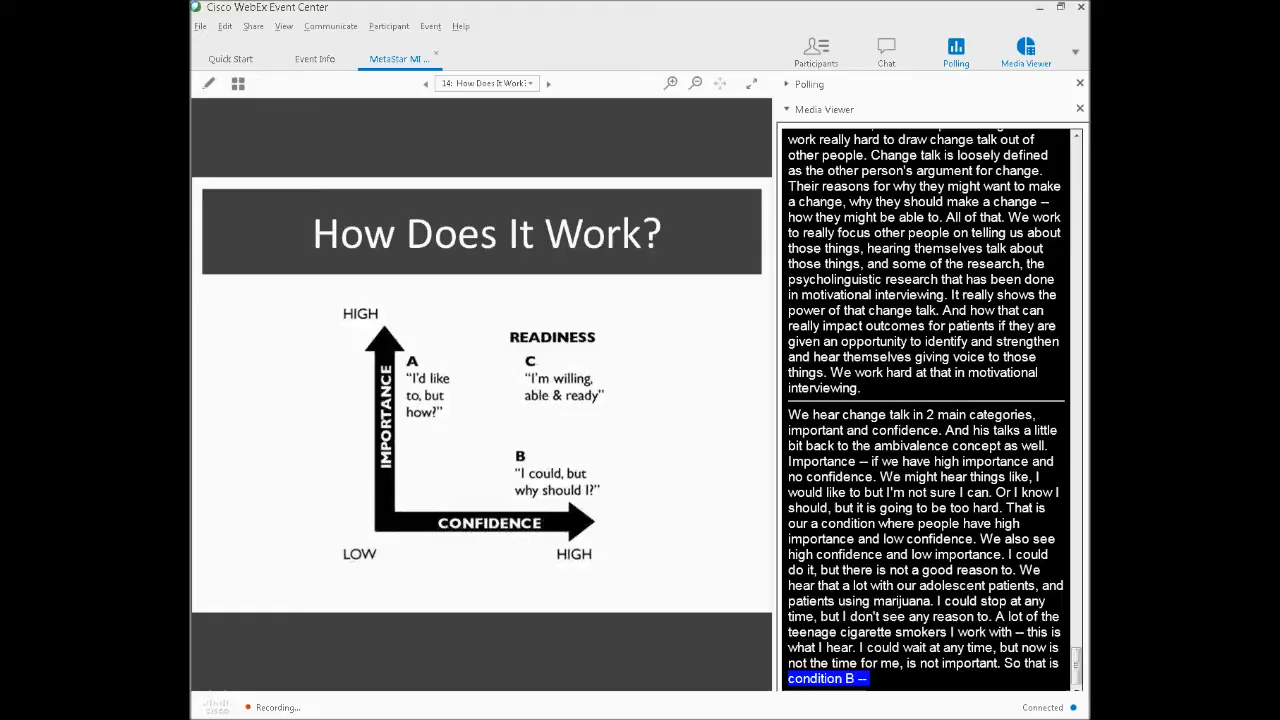 Cisco WebEx Event Center
File Edit Share View Communicate Participant Event Help
Quick Start Event Info MetaStar MI ...
Participants Chat Polling Media Viewer
14: How Does It Work?
Polling
Media Viewer
How Does It Work?
HIGH
READINESS
A
"I'd like
to, but
how?"
C
"I'm willing,
able & ready"
IMPORTANCE
B
"I could, but
why should I?"
CONFIDENCE
LOW
HIGH
work really hard to draw change talk out of
other people. Change talk is loosely defined
as the other person's argument for change.
Their reasons for why they might want to make
a change, why they should make a change --
how they might be able to. All of that. We work
to really focus other people on telling us about
those things, hearing themselves talk about
those things, and some of the research, the
psycholinguistic research that has been done
in motivational interviewing. It really shows the
power of that change talk. And how that can
really impact outcomes for patients if they are
given an opportunity to identify and strengthen
and hear themselves giving voice to those
things. We work hard at that in motivational
interviewing.
We hear change talk in 2 main categories,
important and confidence. And his talks a little
bit back to the ambivalence concept as well.
Importance -- if we have high importance and
no confidence. We might hear things like, I
would like to but I'm not sure I can. Or I know I
should, but it is going to be too hard. That is
our a condition where people have high
importance and low confidence. We also see
high confidence and low importance. I could
do it, but there is not a good reason to. We
hear that a lot with our adolescent patients, and
patients using marijuana. I could stop at any
time, but I don't see any reason to. A lot of the
teenage cigarette smokers I work with -- this is
what I hear. I could wait at any time, but now is
not the time for me, is not important. So that is
condition B --
CISCO
Recording...
Connected